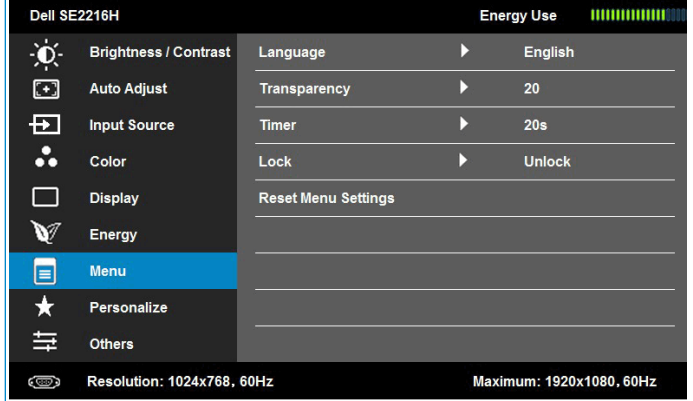 Dell SE2216H Energy Use
Brightness / Contrast Language English
Auto Adjust Transparency 20
Input Source Timer 20s
Color Lock Unlock
Display Reset Menu Settings
Energy
Menu
Personalize
Others
Resolution: 1024x768, 60Hz Maximum: 1920x1080, 60Hz